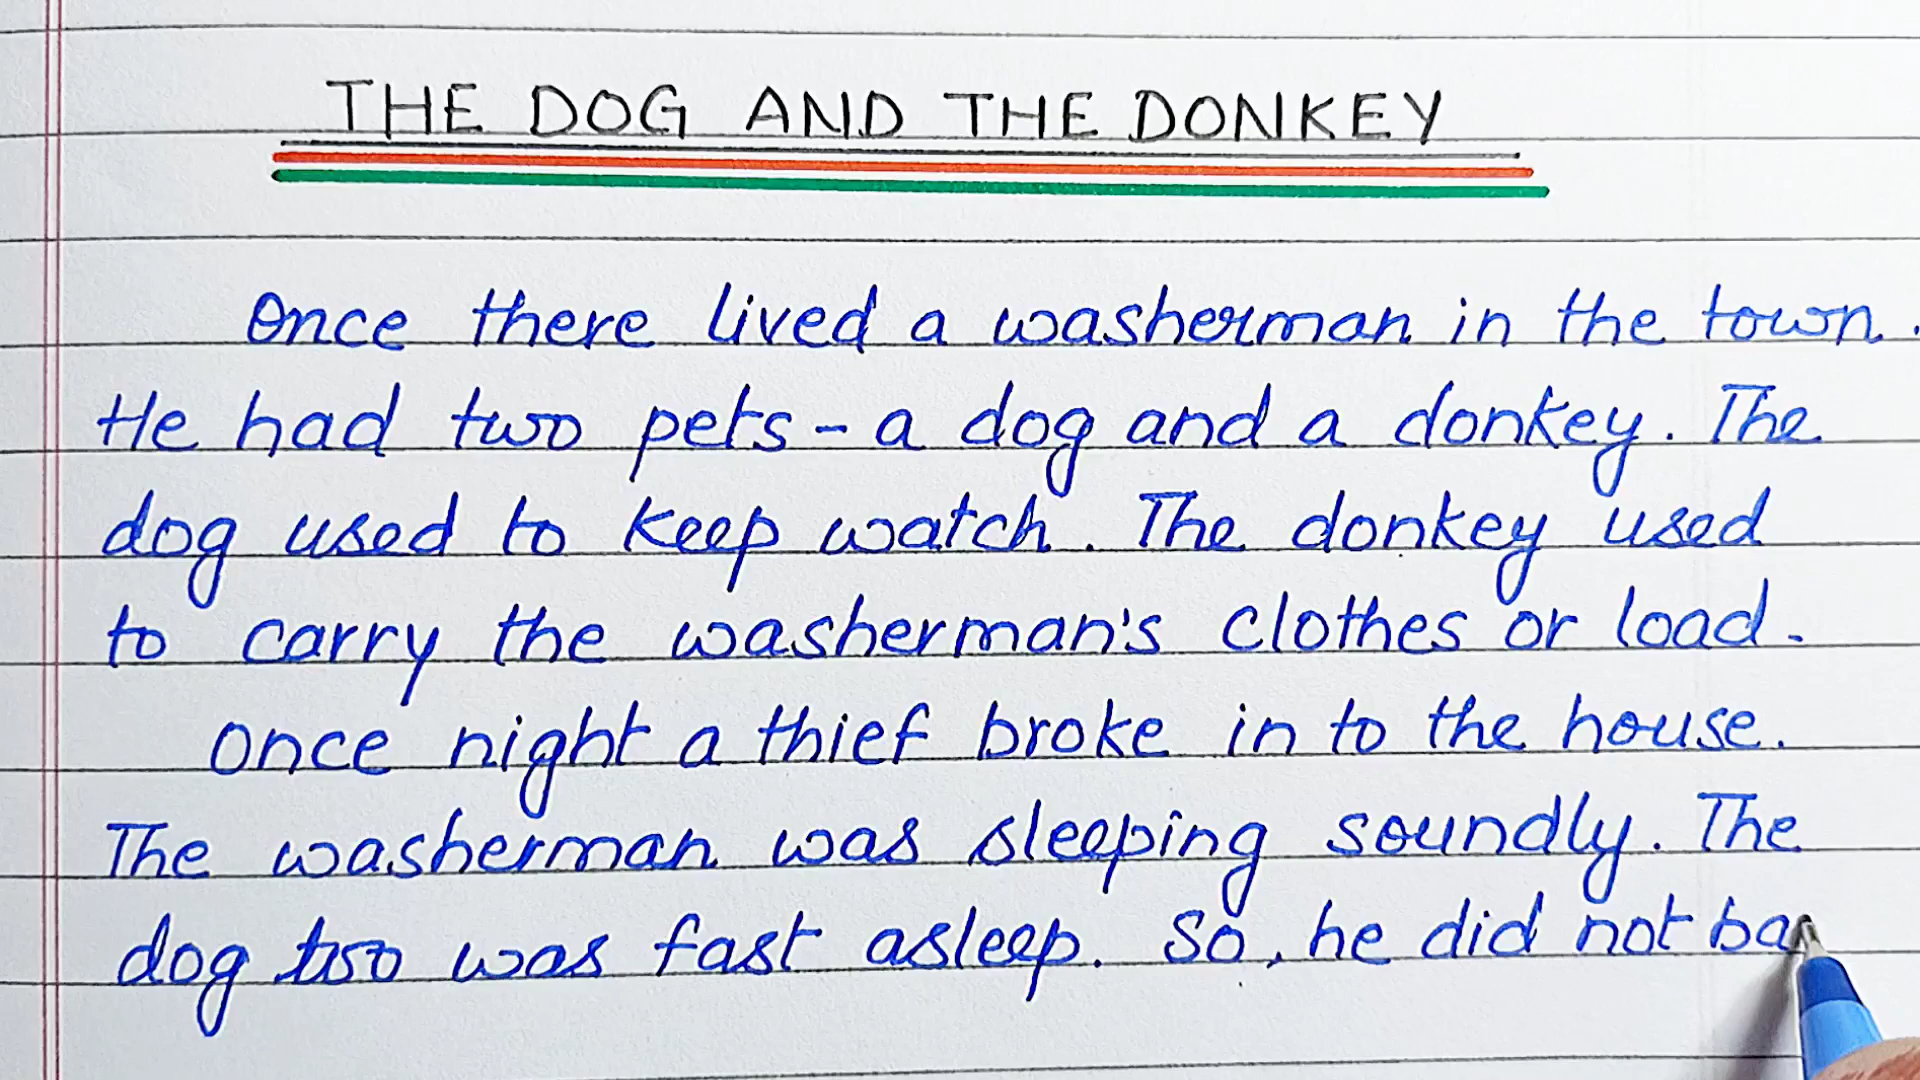 THE DOG AND THE DONKEY
Once there lived a washerman in the town.
He had two pets - a dog and a donkey. The
dog used to keep watch. The donkey used
to carry the washerman's clothes or load.
Once night a thief broke in to the house.
The washerman was sleeping soundly. The
dog too was fast asleep. So, he did not ba